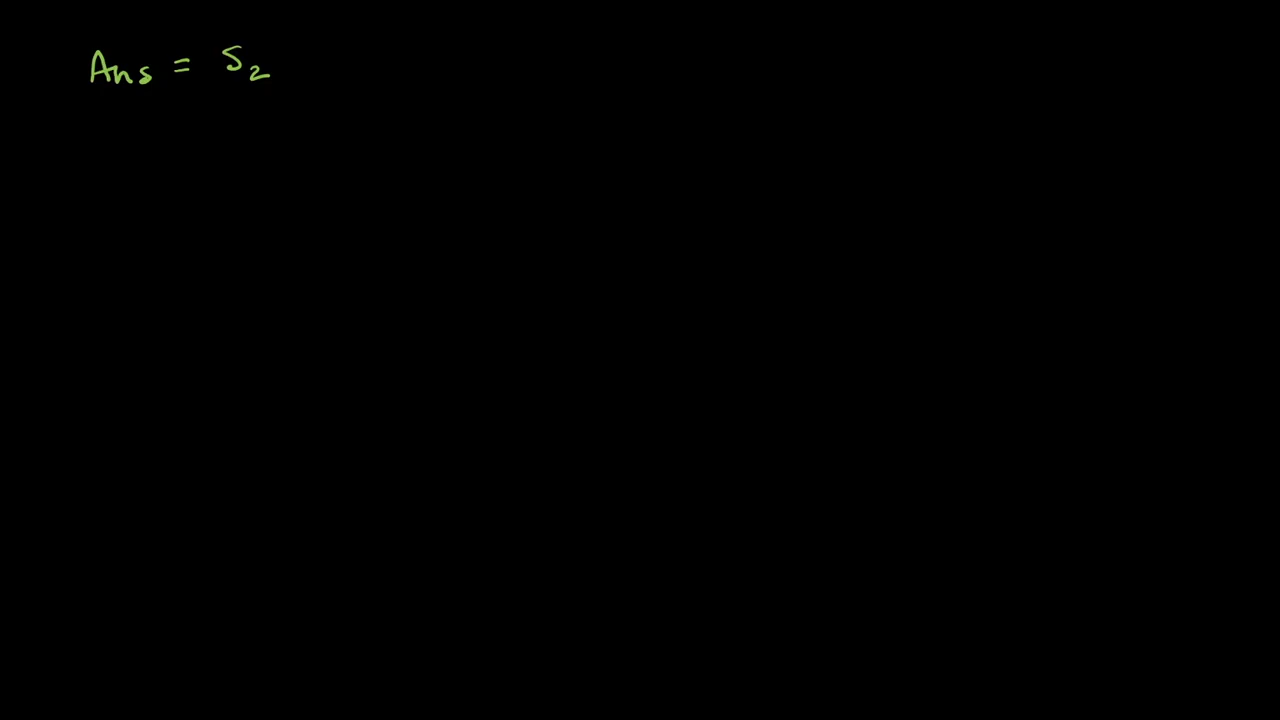 Ans = S₂